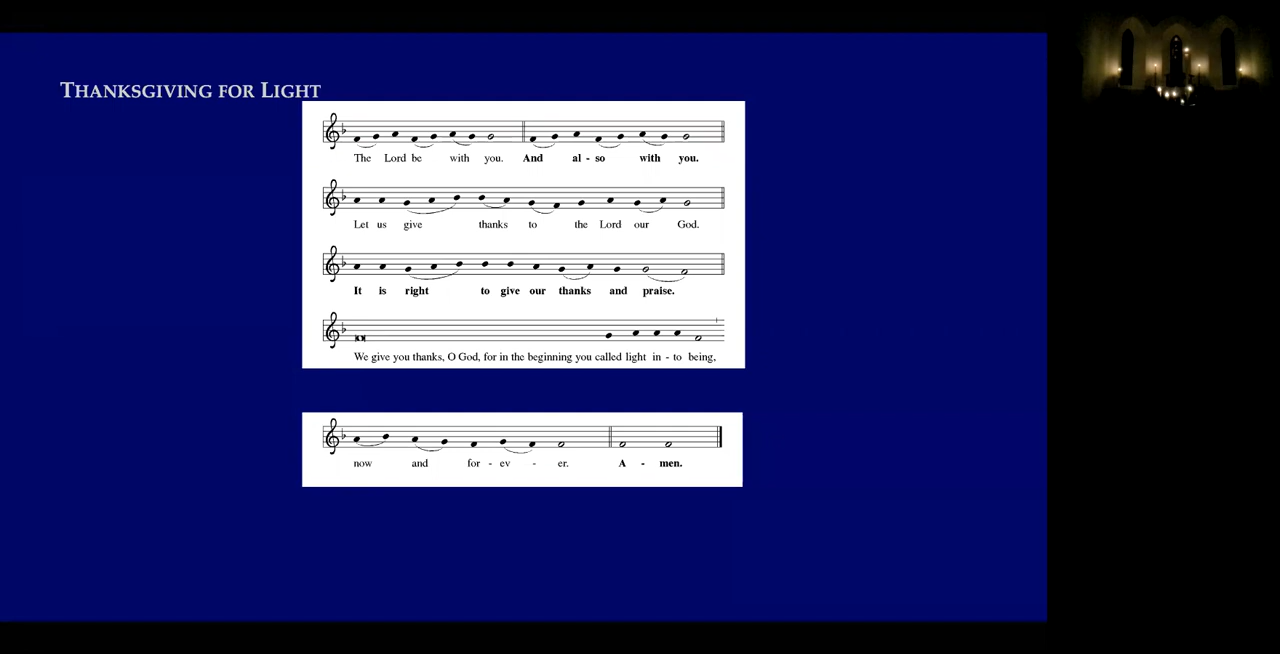 THANKSGIVING FOR LIGHT
The Lord be with you. And al - so with you.
Let us give thanks to the Lord our God.
It is right to give our thanks and praise.
We give you thanks, O God, for in the beginning you called light in - to being,
now and for - ev - er. A - men.